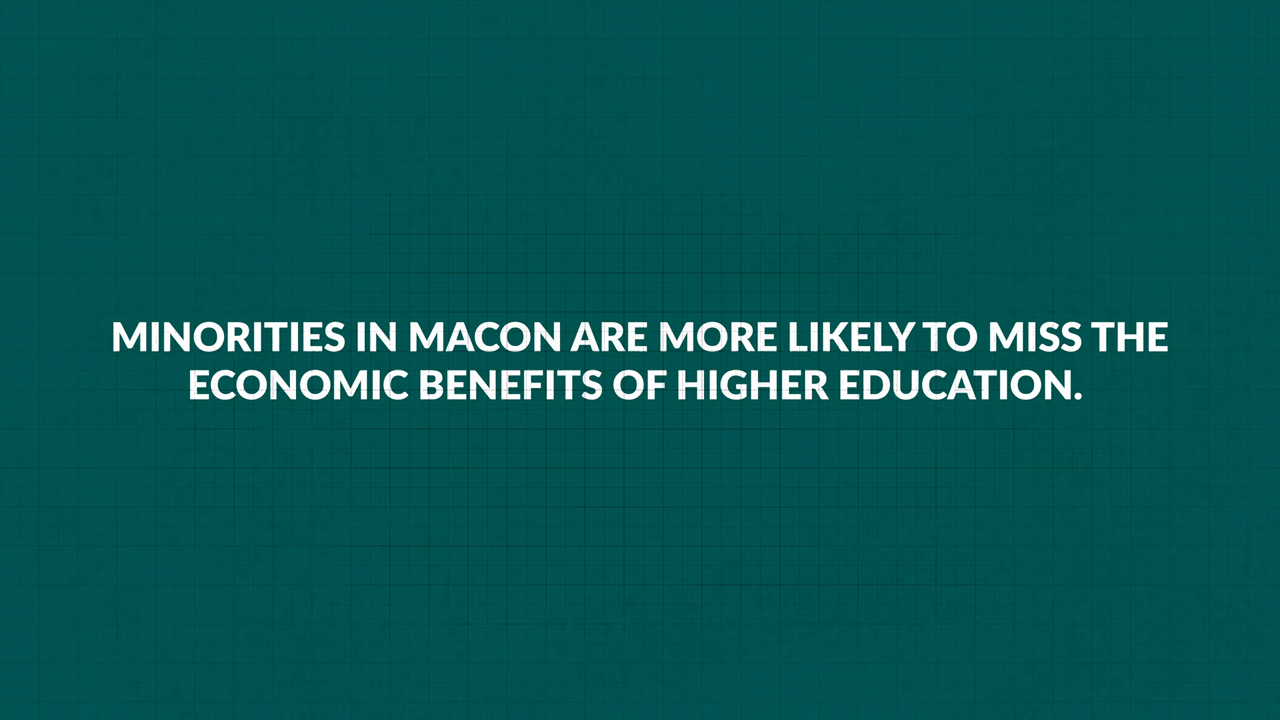 MINORITIES IN MACON ARE MORE LIKELY TO MISS THE
ECONOMIC BENEFITS OF HIGHER EDUCATION.